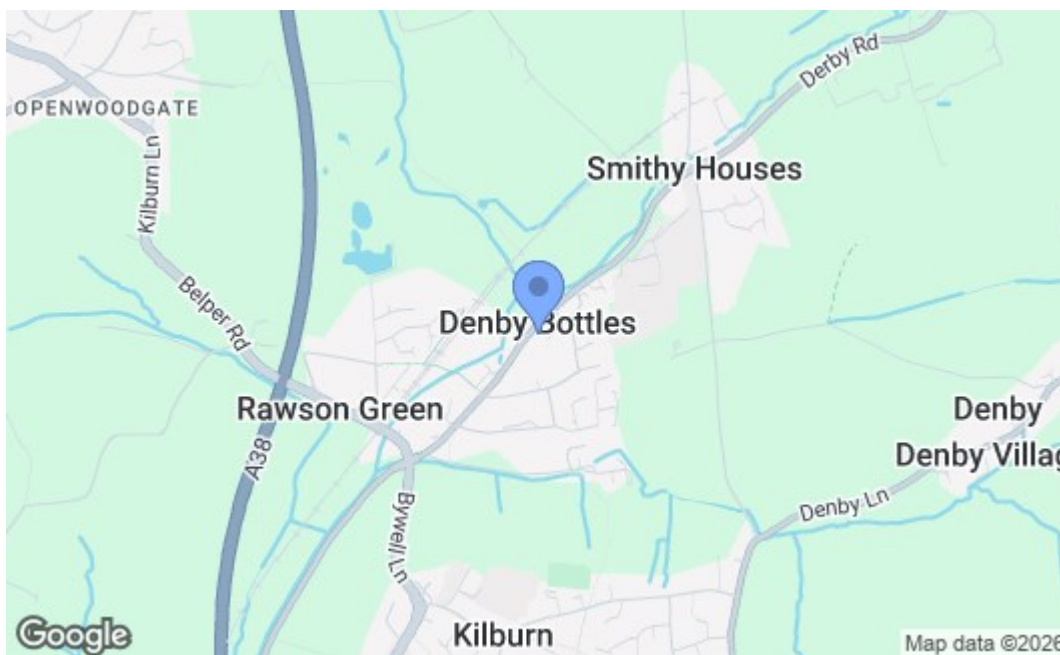 Derby Rd
OPENWOODGATE
Smithy Houses
Kilburn Ln
Belper Rd
Denby Bottles
Rawson Green
A38
Denby
Denby Villag
Denby Ln
Bywell Ln
Kilburn
Google
Map data ©2026